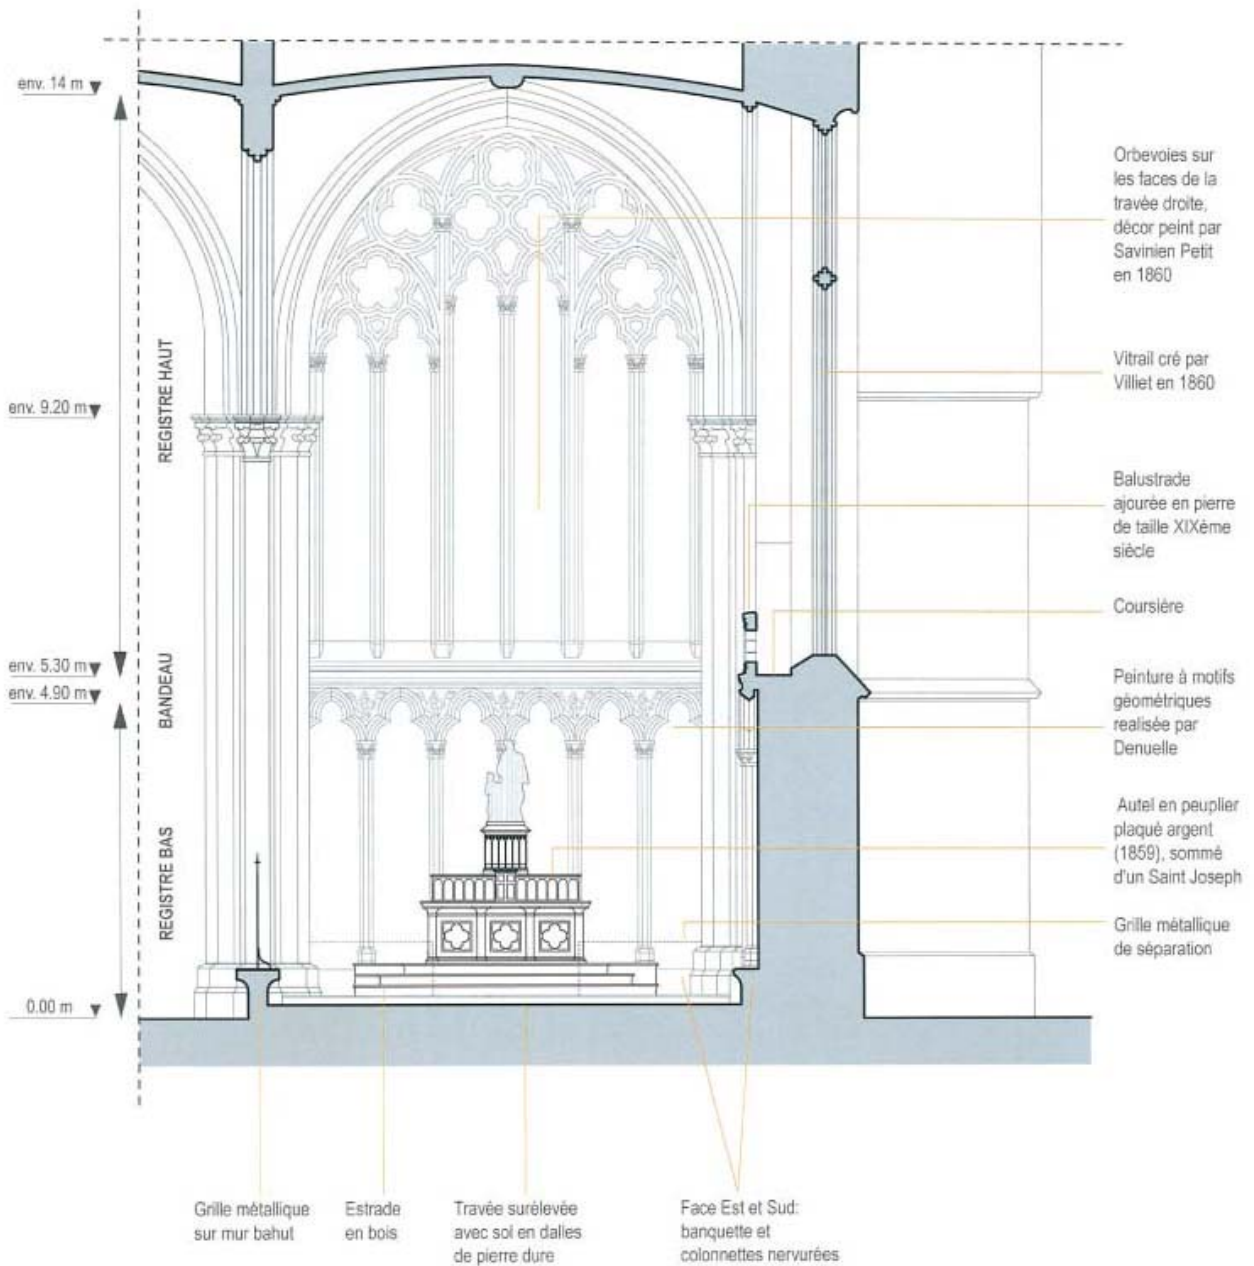 env. 14 m
env. 9.20 m
env. 5.30 m
env. 4.90 m
0.00 m
REGISTRE HAUT
BANDEAU
REGISTRE BAS
Orbevoies sur
les faces de la
travée droite,
décor peint par
Savinien Petit
en 1860
Vitrail cré par
Villiet en 1860
Balustrade
ajourée en pierre
de taille XIXème
siècle
Coursière
Peinture à motifs
géométriques
realisée par
Denuelle
Autel en peuplier
plaqué argent
(1859), sommé
d'un Saint Joseph
Grille métallique
de séparation
Grille métallique
sur mur bahut
Estrade
en bois
Travée surélevée
avec sol en dalles
de pierre dure
Face Est et Sud:
banquette et
colonnettes nervurées